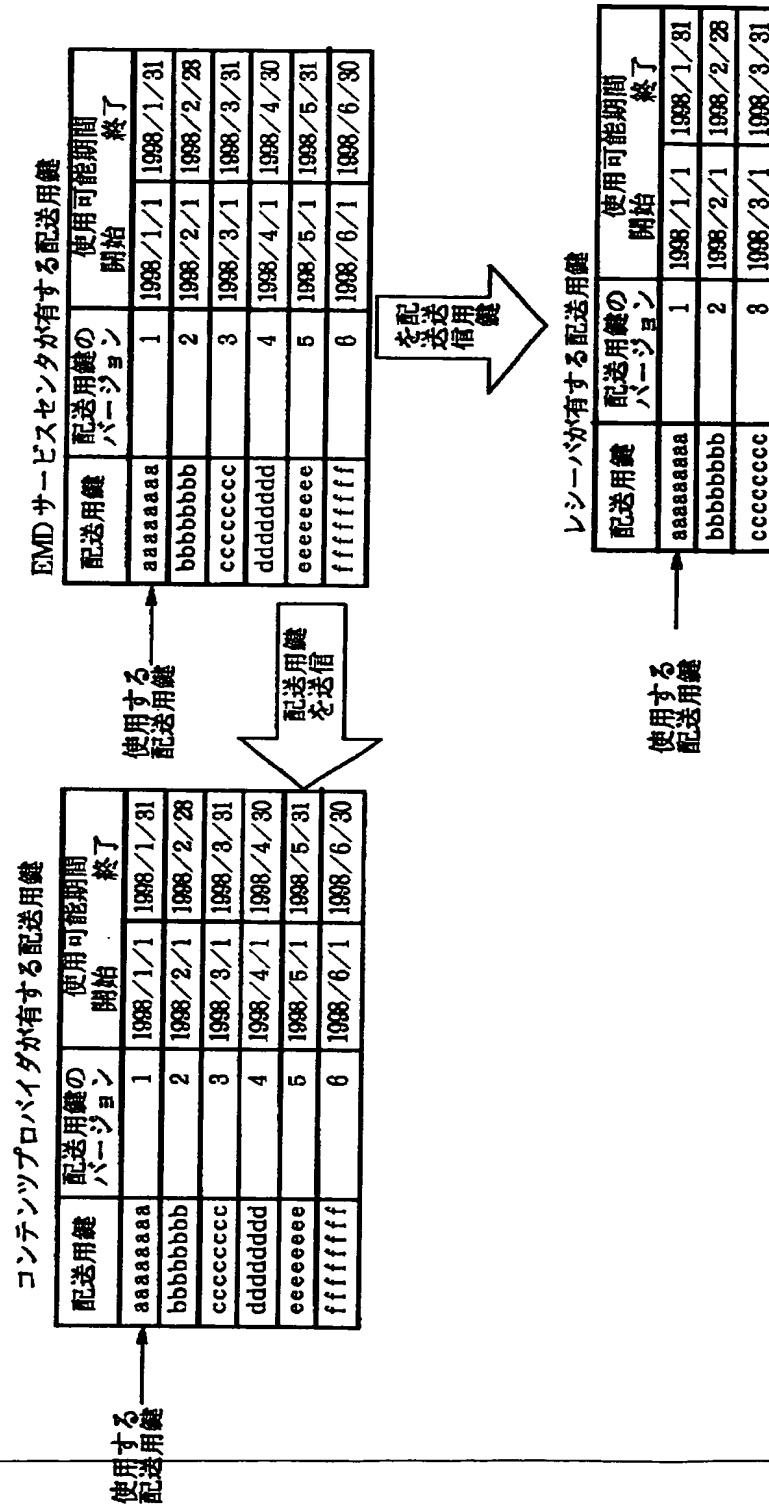 コンテンツプロバイダが有する配送用鍵
配送用鍵 配送用鍵の バージョン 使用可能期間 開始 終了
aaaaaaaa 1 1998/1/1 1998/1/31
bbbbbbbb 2 1998/2/1 1998/2/28
cccccccc 3 1998/3/1 1998/3/31
dddddddd 4 1998/4/1 1998/4/30
eeeeeeee 5 1998/5/1 1998/5/31
ffffffff 6 1998/6/1 1998/6/30
使用する
配送用鍵
配送用鍵
を送信
EMDサービスセンタが有する配送用鍵
配送用鍵 配送用鍵の バージョン 使用可能期間 開始 終了
aaaaaaaa 1 1998/1/1 1998/1/31
bbbbbbbb 2 1998/2/1 1998/2/28
cccccccc 3 1998/3/1 1998/3/31
dddddddd 4 1998/4/1 1998/4/30
eeeeeeee 5 1998/5/1 1998/5/31
ffffffff 6 1998/6/1 1998/6/30
使用する
配送用鍵
配送用鍵
を送信
レシーバが有する配送用鍵
配送用鍵 配送用鍵の バージョン 使用可能期間 開始 終了
aaaaaaaa 1 1998/1/1 1998/1/31
bbbbbbbb 2 1998/2/1 1998/2/28
cccccccc 3 1998/3/1 1998/3/31
使用する
配送用鍵